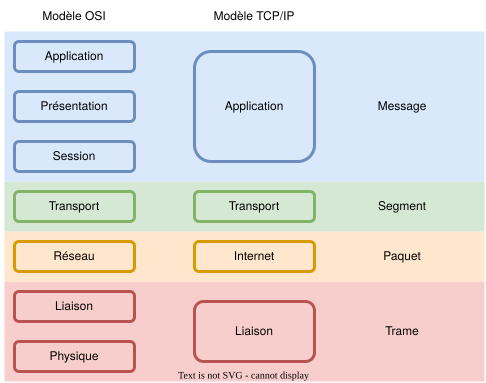 Modèle OSI
Modèle TCP/IP
Application
Présentation
Application
Message
Session
Transport
Transport
Segment
Réseau
Internet
Paquet
Liaison
Liaison
Trame
Physique
Text is not SVG - cannot display